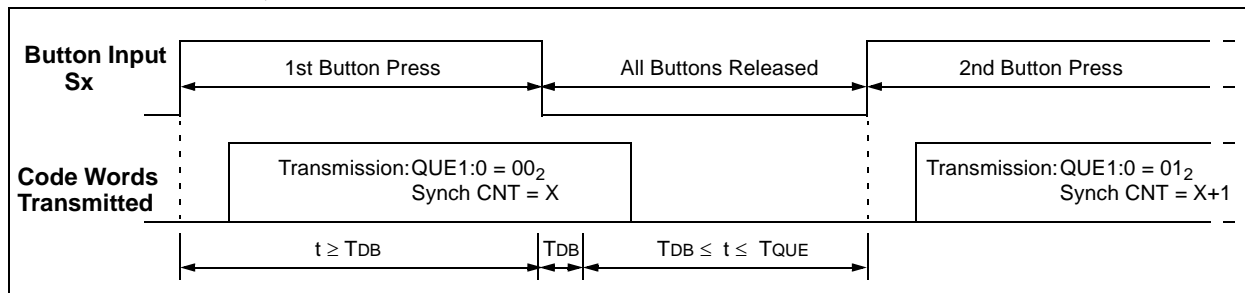 Button Input
Sx
1st Button Press
All Buttons Released
2nd Button Press
Code Words
Transmitted
Transmission: QUE1:0 = 00₂
Synch CNT = X
Transmission: QUE1:0 = 01₂
Synch CNT = X+1
t ≥ TDB
TDB
TDB ≤ t ≤ TQUE